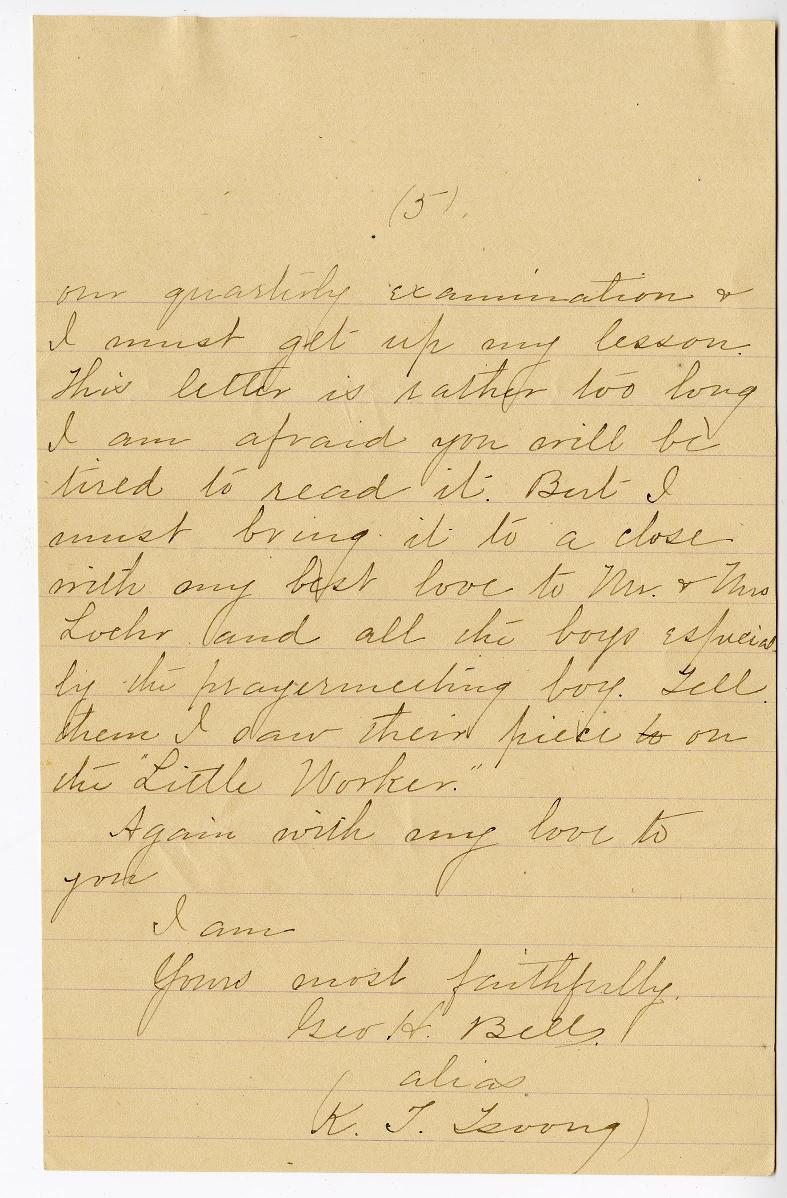 (5).
our quarterly examination &
I must get up my lesson.
This letter is rather too long
I am afraid you will be
tired to read it. But I
must bring it to a close
with my best love to Mr. & Mrs
Loehr and all the boys especial-
ly the prayermeeting boy. Tell
them I saw their piece to on
the "Little Worker."
Again with my love to
you
I am
Yours most faithfully.
Geo H. Bell.
alias
(K. T. Tsoong)